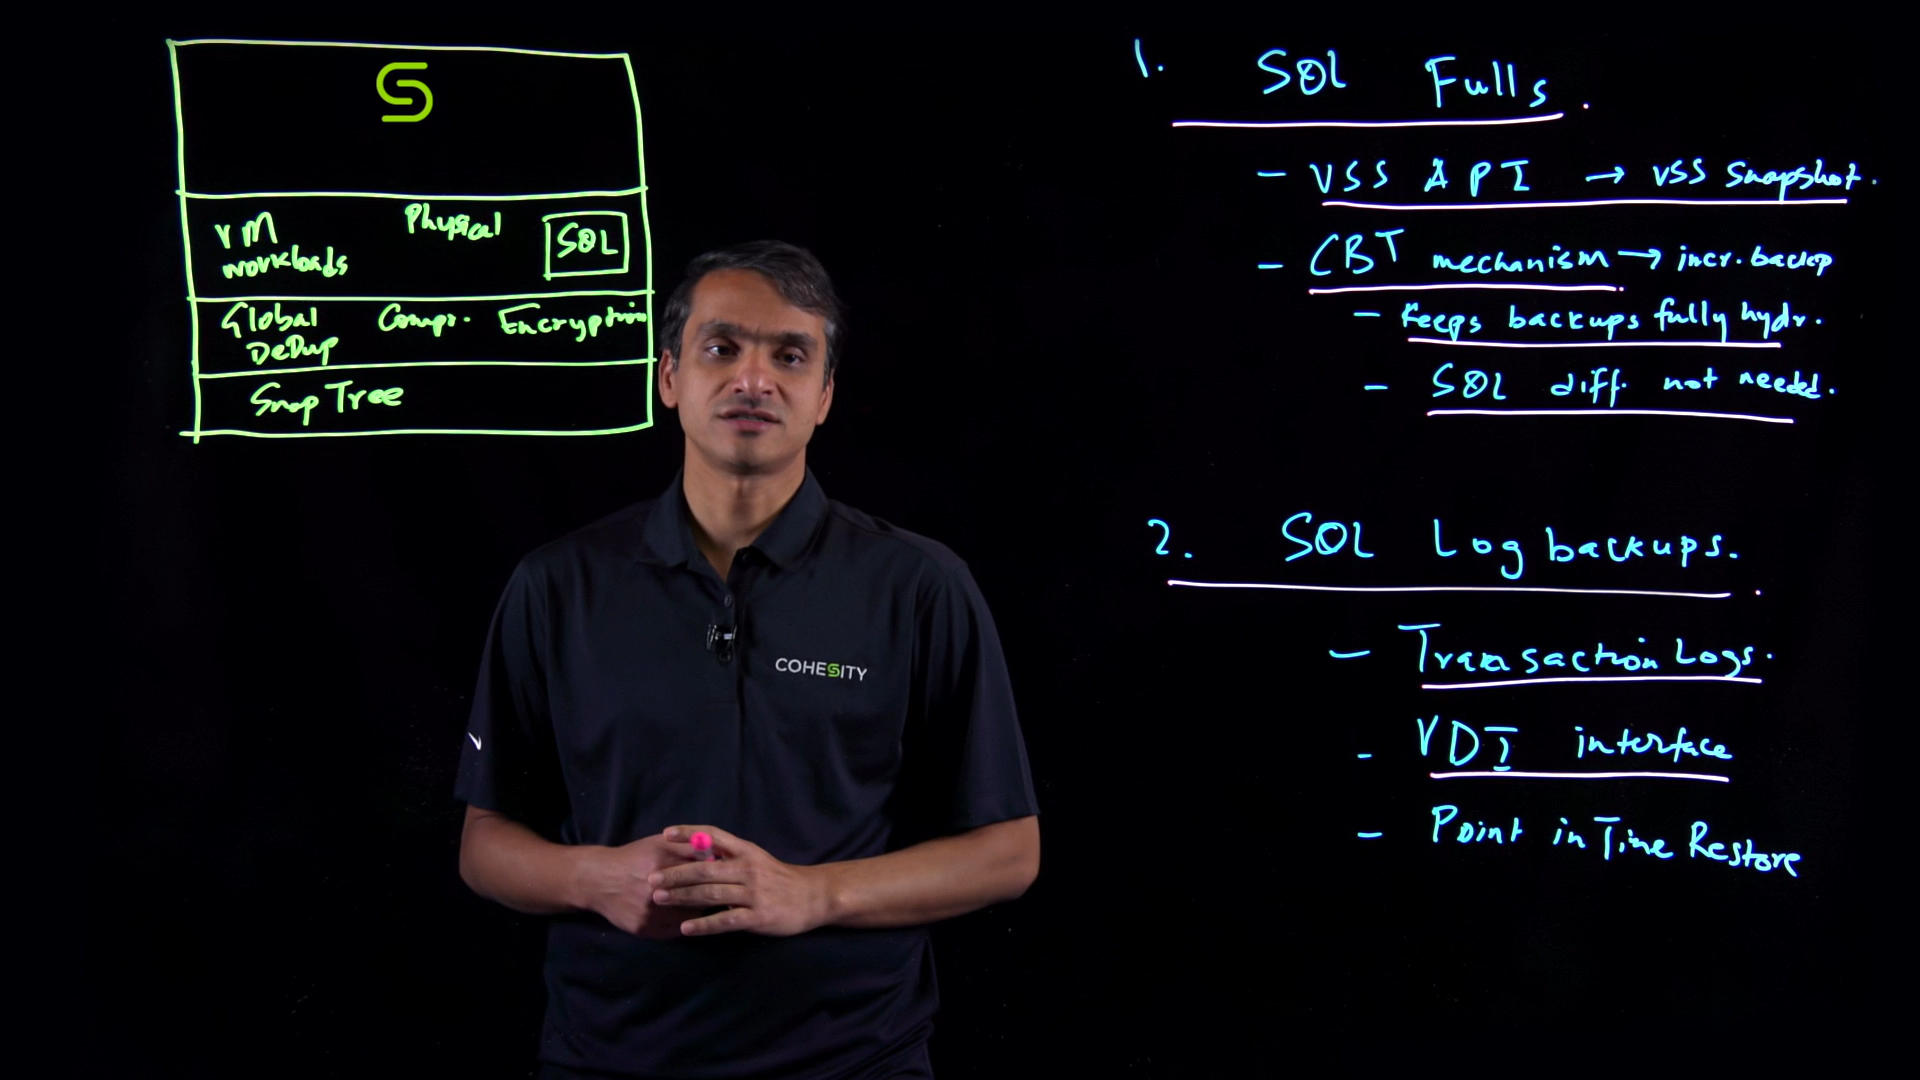 VM
workloads
Physical
SQL
Global
DeDup
Compr.
Encryption
Snap Tree
COHESITY
1. SQL Fulls.
- VSS API → VSS Snapshot.
- CBT mechanism → incr. backup
- Keeps backups fully hydr.
- SQL diff. not needed.
2. SQL Log backups.
- Transaction Logs.
- VDI interface
- Point in Time Restore